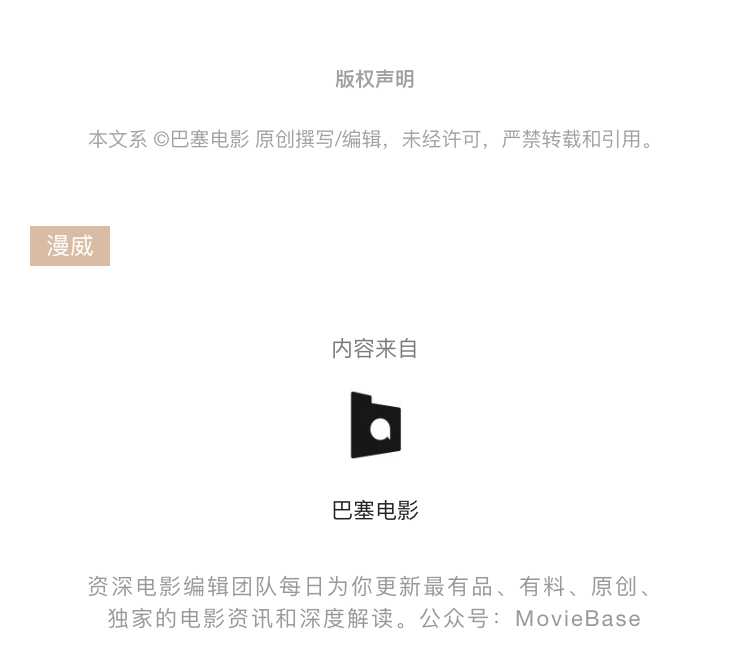 版权声明
本文系 ©巴塞电影 原创撰写/编辑，未经许可，严禁转载和引用。
漫威
内容来自
巴塞电影
资深电影编辑团队每日为你更新最有品、有料、原创、
独家的电影资讯和深度解读。公众号：MovieBase